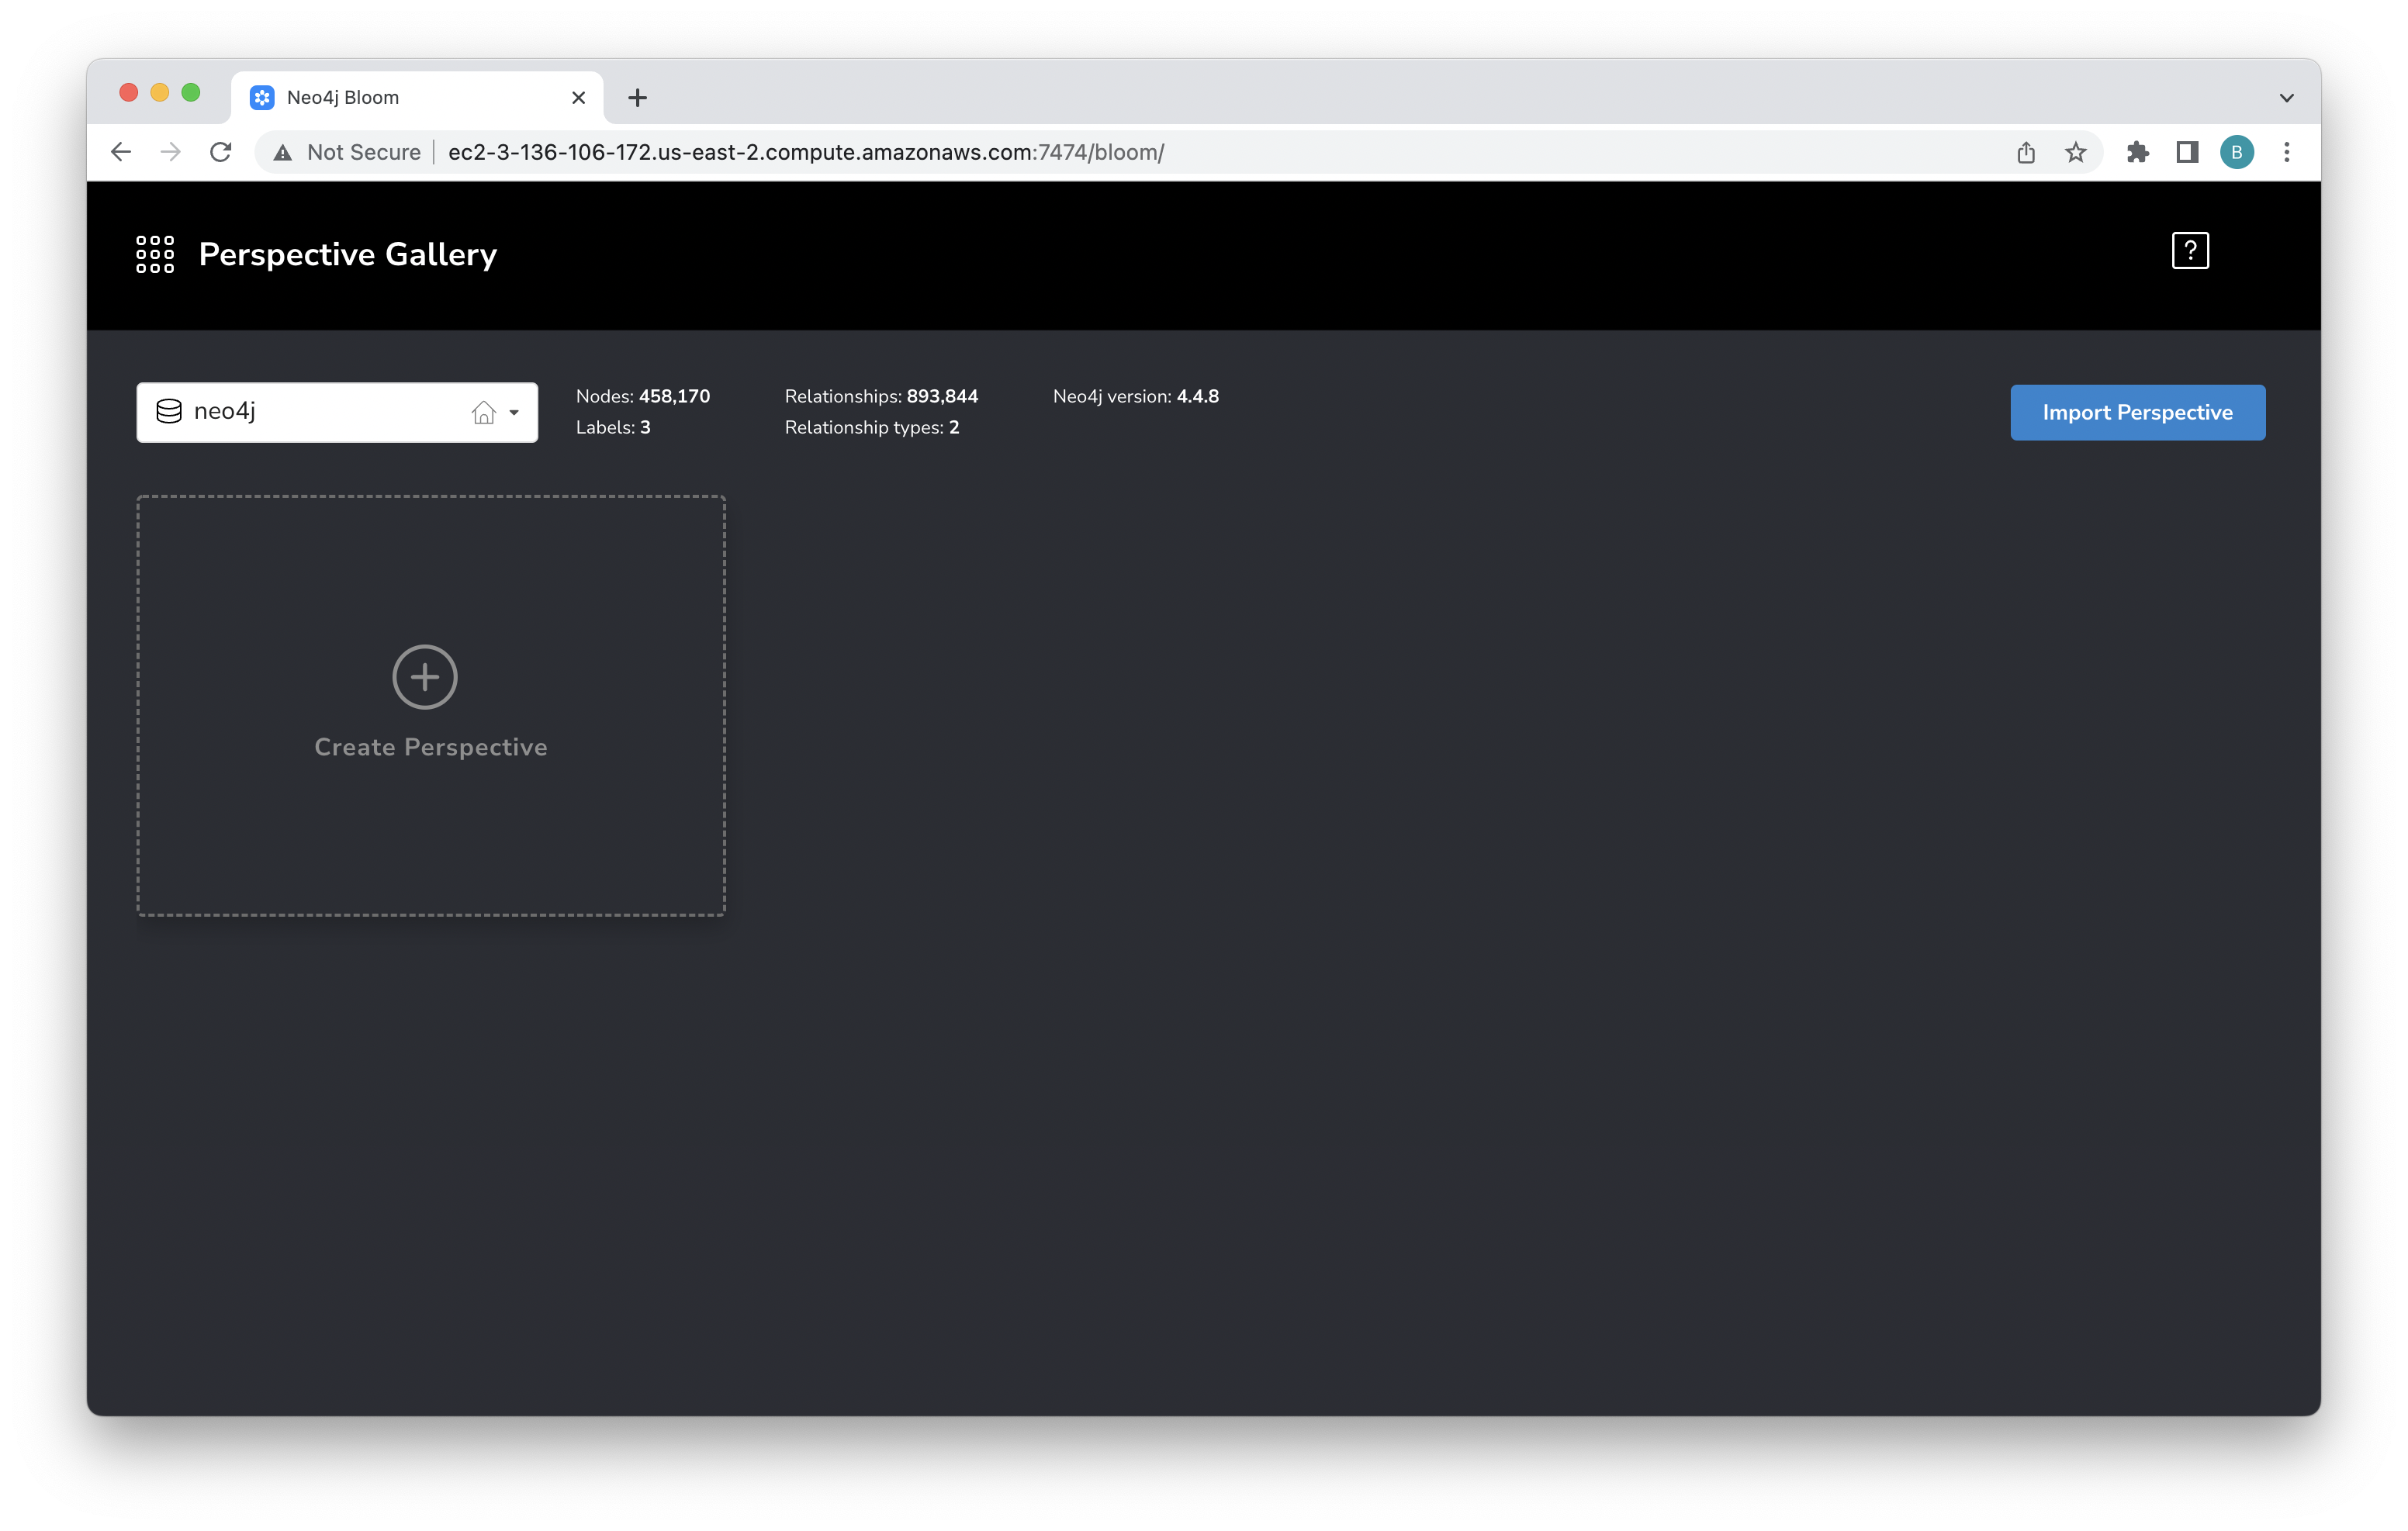 Neo4j Bloom
Not Secure ec2-3-136-106-172.us-east-2.compute.amazonaws.com:7474/bloom/
B
Perspective Gallery
?
neo4j
Nodes: 458,170
Relationships: 893,844
Neo4j version: 4.4.8
Labels: 3
Relationship types: 2
Import Perspective
Create Perspective